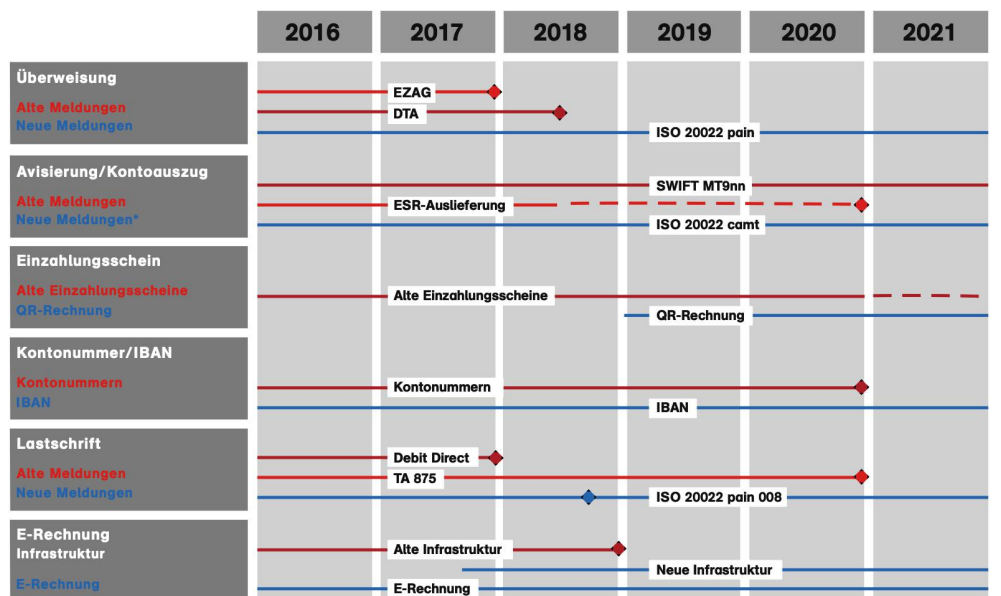 2016 2017 2018 2019 2020 2021
Überweisung
Alte Meldungen
Neue Meldungen
EZAG
DTA
ISO 20022 pain
Avisierung/Kontoauszug
Alte Meldungen
Neue Meldungen*
SWIFT MT9nn
ESR-Auslieferung
ISO 20022 camt
Einzahlungsschein
Alte Einzahlungsscheine
QR-Rechnung
Alte Einzahlungsscheine
QR-Rechnung
Kontonummer/IBAN
Kontonummern
IBAN
Kontonummern
IBAN
Lastschrift
Alte Meldungen
Neue Meldungen
Debit Direct
TA 875
ISO 20022 pain 008
E-Rechnung
Infrastruktur
E-Rechnung
Alte Infrastruktur
Neue Infrastruktur
E-Rechnung